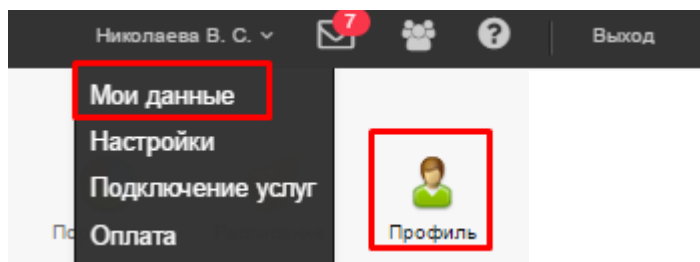 Николаева В. С. 7 ? Выход
Мои данные
Настройки
Подключение услуг
Оплата
Профиль